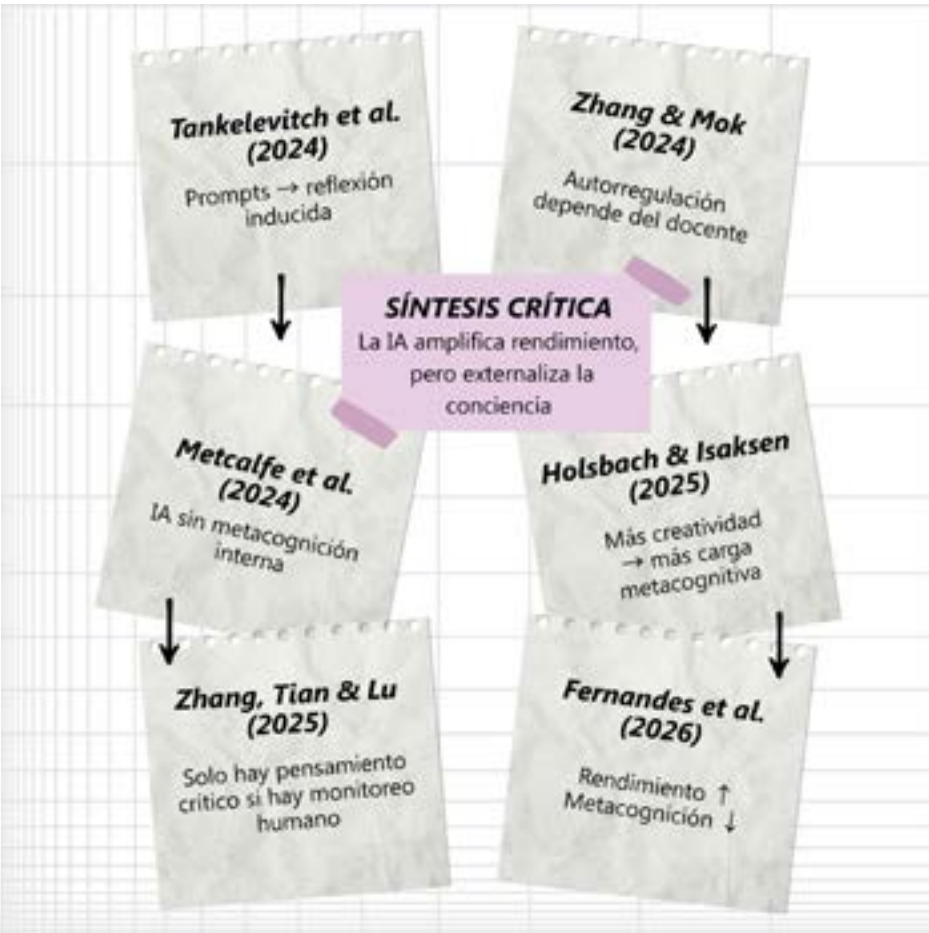 Tankelevitch et al.
(2024)
Prompts → reflexión
inducida
Zhang & Mok
(2024)
Autorregulación
depende del docente
SÍNTESIS CRÍTICA
La IA amplifica rendimiento,
pero externaliza la
conciencia
Metcalfe et al.
(2024)
IA sin metacognición
interna
Holsbach & Isaksen
(2025)
Más creatividad
→ más carga
metacognitiva
Zhang, Tian & Lu
(2025)
Solo hay pensamiento
crítico si hay monitoreo
humano
Fernandes et al.
(2026)
Rendimiento ↑
Metacognición ↓